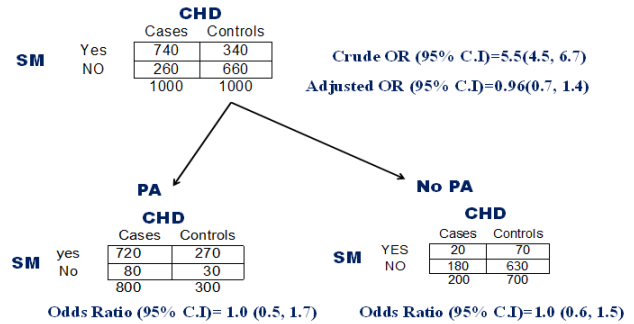 CHD
Cases Controls
SM Yes 740 340
NO 260 660
1000 1000
Crude OR (95% C.I)=5.5(4.5, 6.7)
Adjusted OR (95% C.I)=0.96(0.7, 1.4)
PA
CHD
Cases Controls
SM yes 720 270
No 80 30
800 300
Odds Ratio (95% C.I)= 1.0 (0.5, 1.7)
No PA
CHD
Cases Controls
SM YES 20 70
NO 180 630
200 700
Odds Ratio (95% C.I)=1.0 (0.6, 1.5)